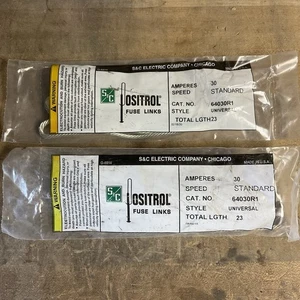 S&C ELECTRIC COMPANY • CHICAGO
WARNING
S&C
POSITROL
FUSE LINKS
AMPERES 30
SPEED STANDARD
CAT. NO. 64030R1
STYLE UNIVERSAL
TOTAL LGTH 23
S&C ELECTRIC COMPANY • CHICAGO
MADE IN U.S.A.
WARNING
S&C
POSITROL
FUSE LINKS
AMPERES 30
SPEED STANDARD
CAT. NO. 64030R1
STYLE UNIVERSAL
TOTAL LGTH 23